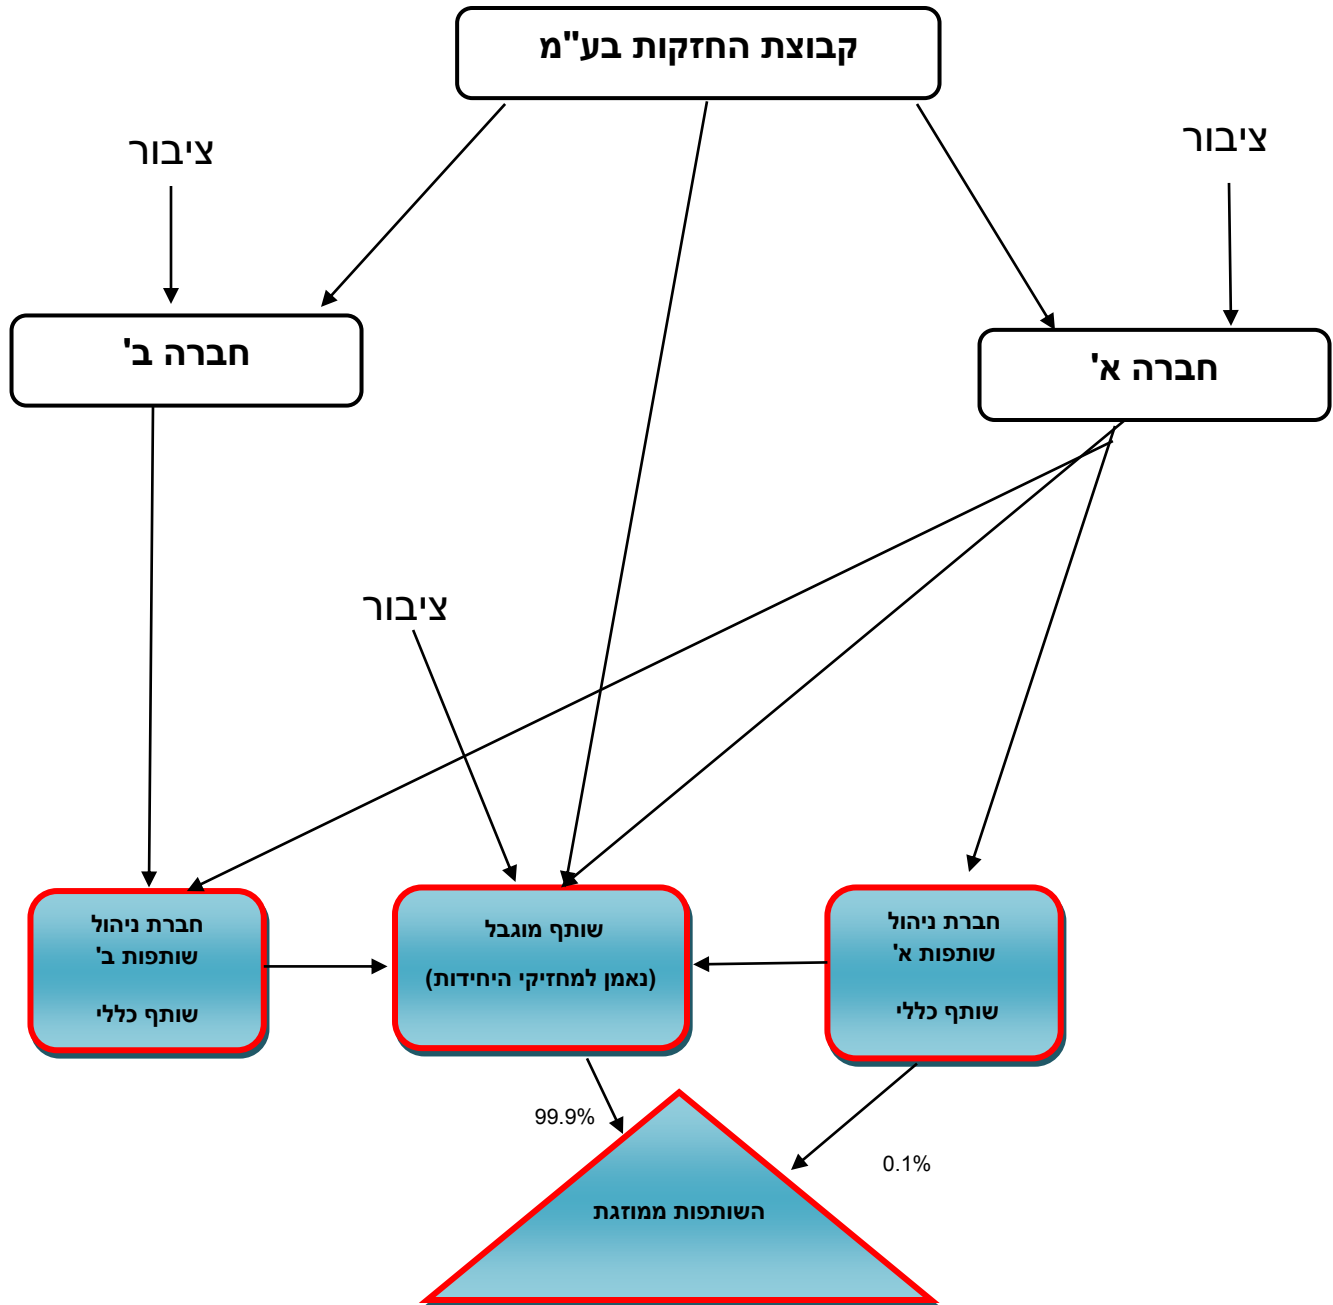 קבוצת החזקות בע"מ
ציבור
ציבור
חברה א'
חברה ב'
ציבור
חברת ניהול
שותפות א'
שותף כללי
שותף מוגבל
(נאמן למחזיקי היחידות)
חברת ניהול
שותפות ב'
שותף כללי
99.9%
0.1%
השותפות ממוזגת